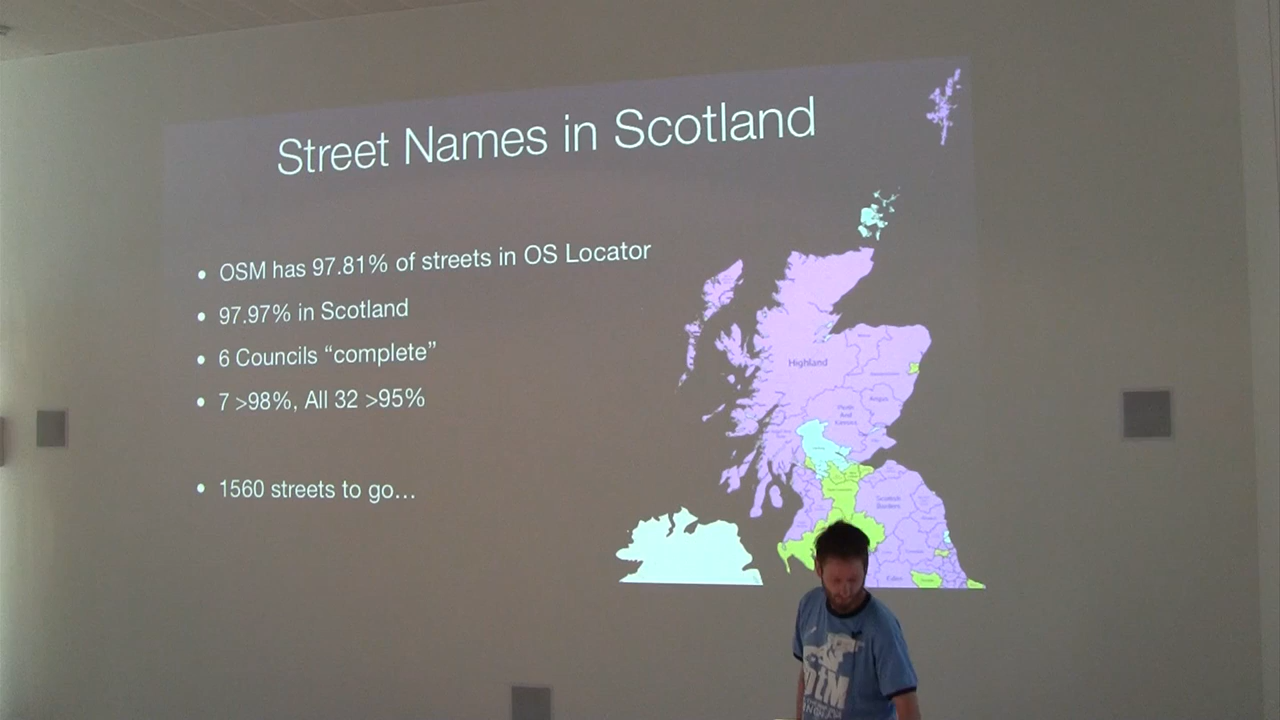 Street Names in Scotland
• OSM has 97.81% of streets in OS Locator
• 97.97% in Scotland
• 6 Councils “complete”
• 7 >98%, All 32 >95%
• 1560 streets to go…
Highland
Angus
Perth
And
Kinross
Scottish
Borders